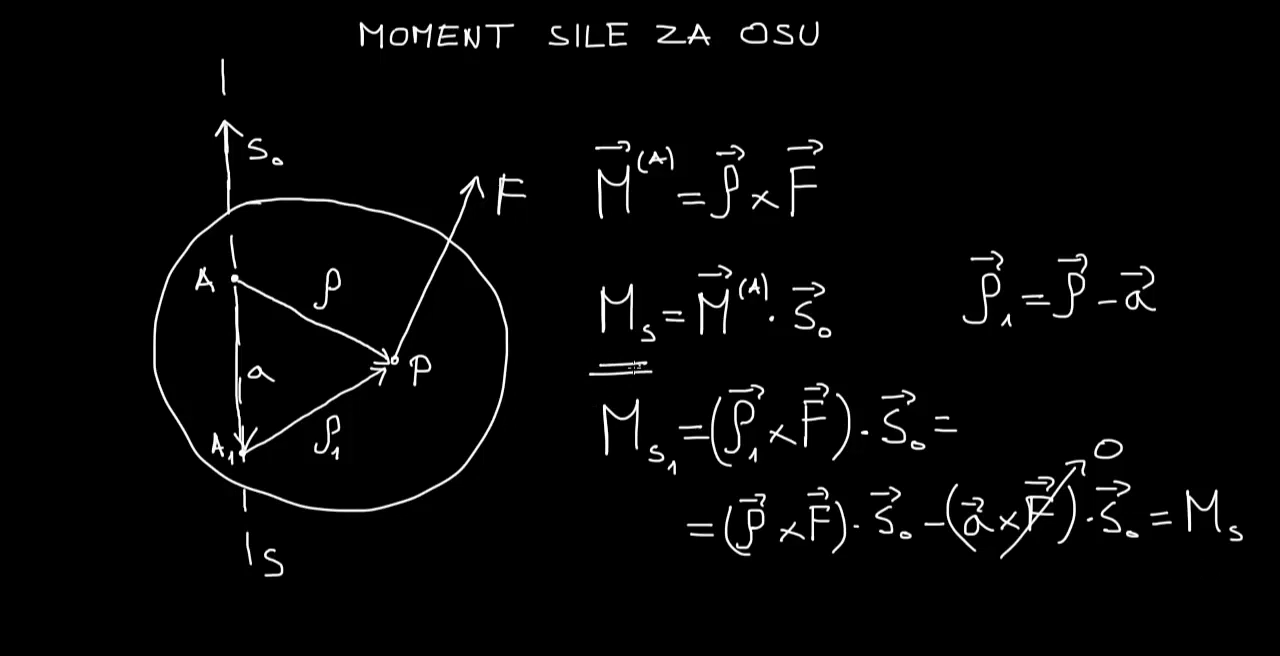 MOMENT SILE ZA OSU
S₀
F
A
ρ
a
P
A₁
ρ₁
S
M⃗⁽ᴬ⁾ = ρ⃗ × F⃗
Mₛ = M⃗⁽ᴬ⁾ · S⃗₀
ρ⃗₁ = ρ⃗ - a⃗
Mₛ₁ = (ρ⃗₁ × F⃗) · S⃗₀ =
= (ρ⃗ × F⃗) · S⃗₀ - (a⃗ × F⃗) · S⃗₀ = Mₛ
0